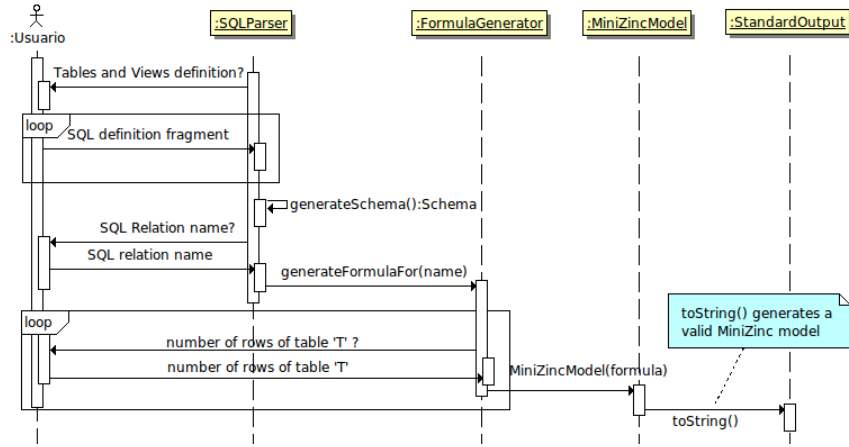 :Usuario
:SQLParser
:FormulaGenerator
:MiniZincModel
:StandardOutput
Tables and Views definition?
loop
SQL definition fragment
generateSchema():Schema
SQL Relation name?
SQL relation name
generateFormulaFor(name)
toString() generates a
valid MiniZinc model
loop
number of rows of table 'T' ?
number of rows of table 'T'
MiniZincModel(formula)
toString()